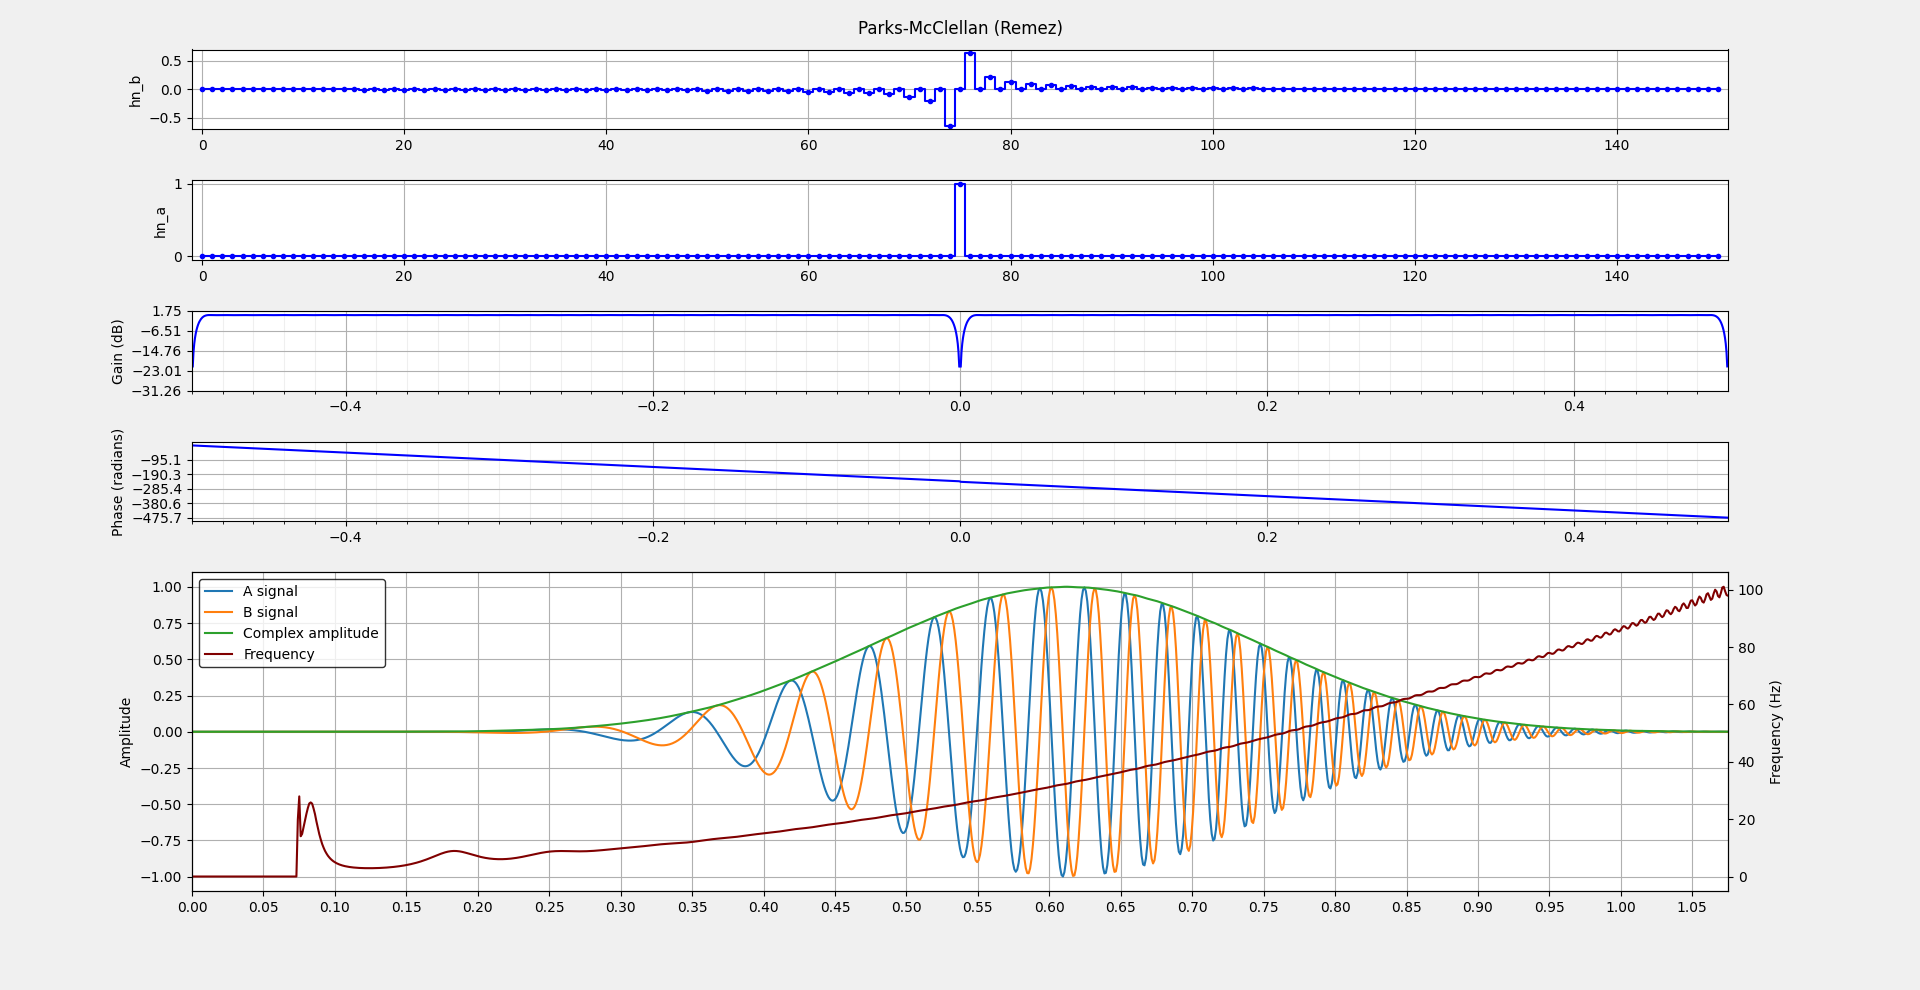 Parks-McClellan (Remez)
hn_b
0.5
0.0
−0.5
0 20 40 60 80 100 120 140
hn_a
1
0
0 20 40 60 80 100 120 140
Gain (dB)
1.75
−6.51
−14.76
−23.01
−31.26
−0.4 −0.2 0.0 0.2 0.4
Phase (radians)
−95.1
−190.3
−285.4
−380.6
−475.7
−0.4 −0.2 0.0 0.2 0.4
A signal
B signal
Complex amplitude
Frequency
Amplitude
1.00
0.75
0.50
0.25
0.00
−0.25
−0.50
−0.75
−1.00
Frequency (Hz)
100
80
60
40
20
0
0.00 0.05 0.10 0.15 0.20 0.25 0.30 0.35 0.40 0.45 0.50 0.55 0.60 0.65 0.70 0.75 0.80 0.85 0.90 0.95 1.00 1.05